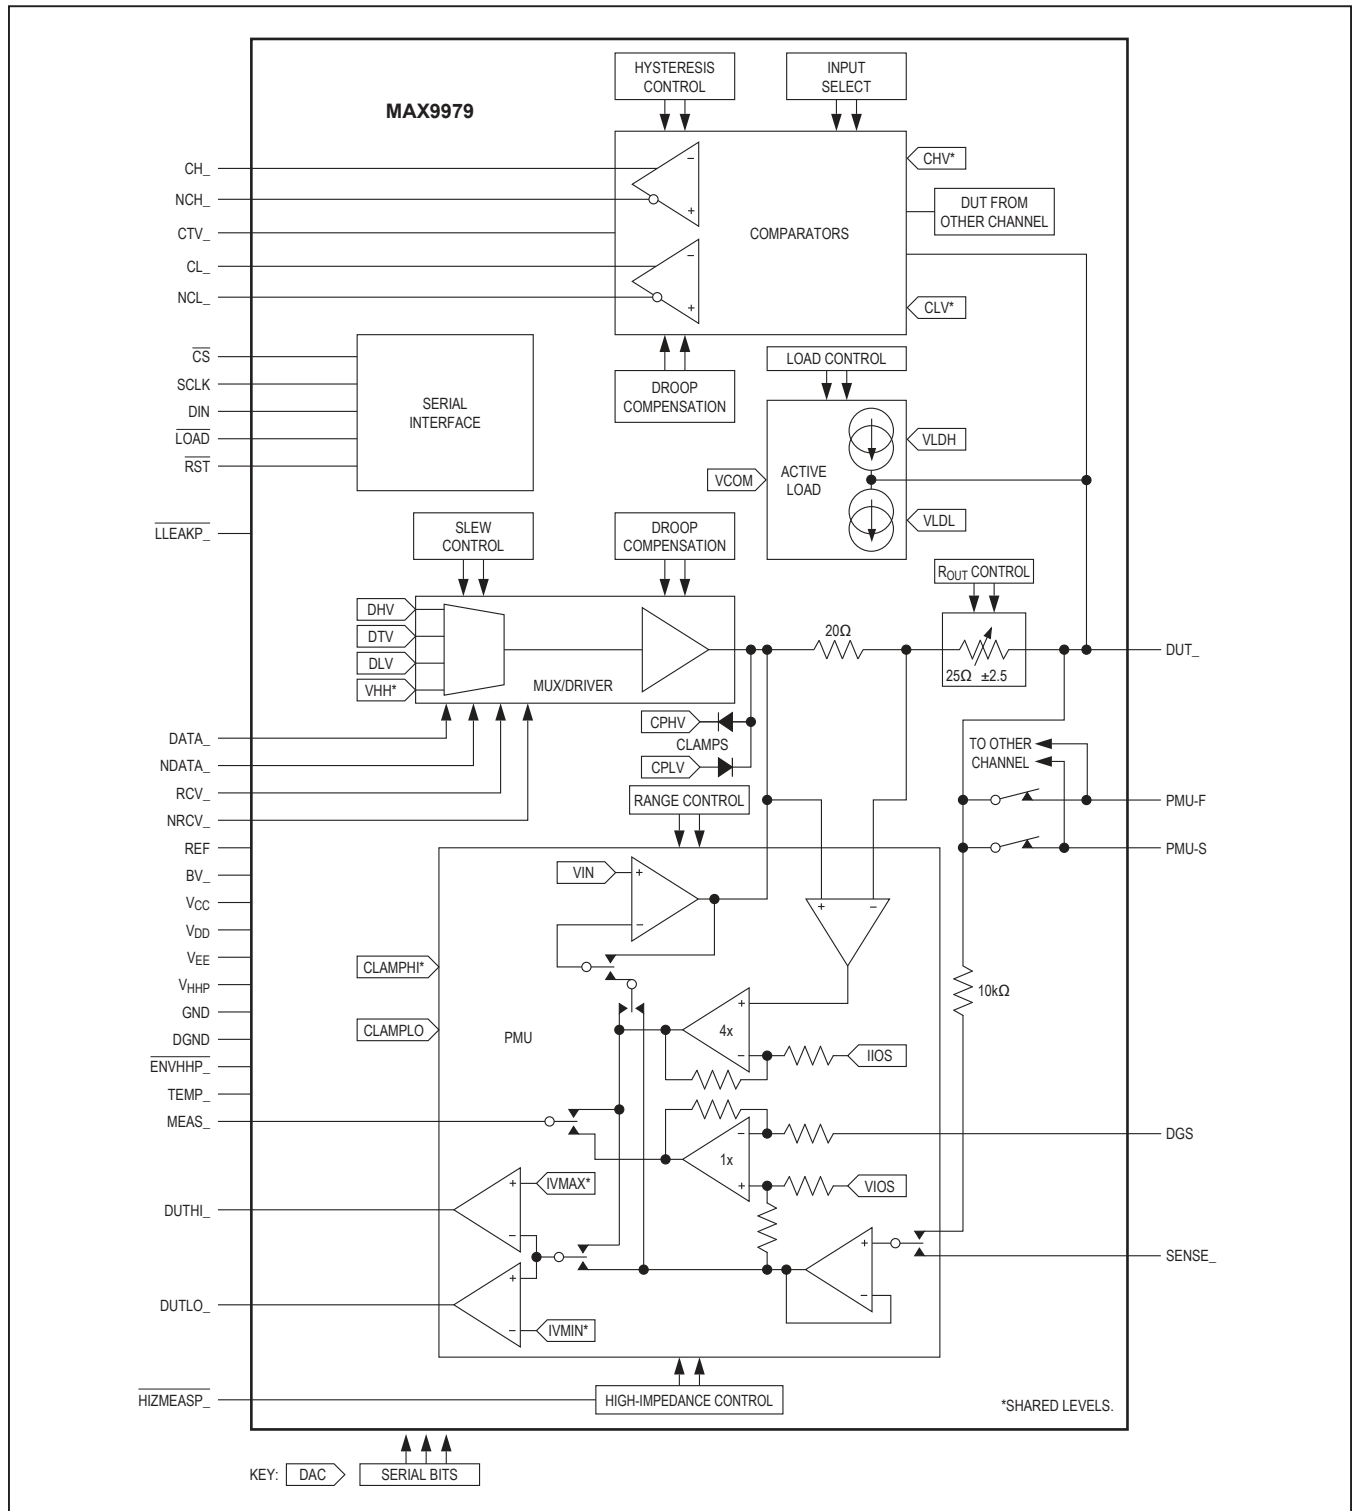 MAX9979
HYSTERESIS
CONTROL
INPUT
SELECT
CH_
NCH_
CTV_
CL_
NCL_
−
+
−
+
COMPARATORS
CHV*
DUT FROM
OTHER CHANNEL
CLV*
CS
SCLK
DIN
LOAD
RST
SERIAL
INTERFACE
DROOP
COMPENSATION
LOAD CONTROL
VCOM
ACTIVE
LOAD
VLDH
VLDL
LLEAKP_
SLEW
CONTROL
DROOP
COMPENSATION
ROUT CONTROL
DHV
DTV
DLV
VHH*
MUX/DRIVER
20Ω
25Ω ±2.5
DUT_
CPHV
CLAMPS
CPLV
DATA_
NDATA_
RCV_
NRCV_
REF
BV_
VCC
VDD
VEE
VHHP
GND
DGND
ENVHHP_
TEMP_
MEAS_
TO OTHER
CHANNEL
PMU-F
PMU-S
RANGE CONTROL
VIN
+
−
+
−
CLAMPHI*
CLAMPLO
PMU
+
4x
−
IIOS
10kΩ
−
1x
+
DGS
VIOS
DUTHI_
+
IVMAX*
−
+
−
SENSE_
DUTLO_
+
−
IVMIN*
HIZMEASP_
HIGH-IMPEDANCE CONTROL
*SHARED LEVELS.
KEY: DAC SERIAL BITS